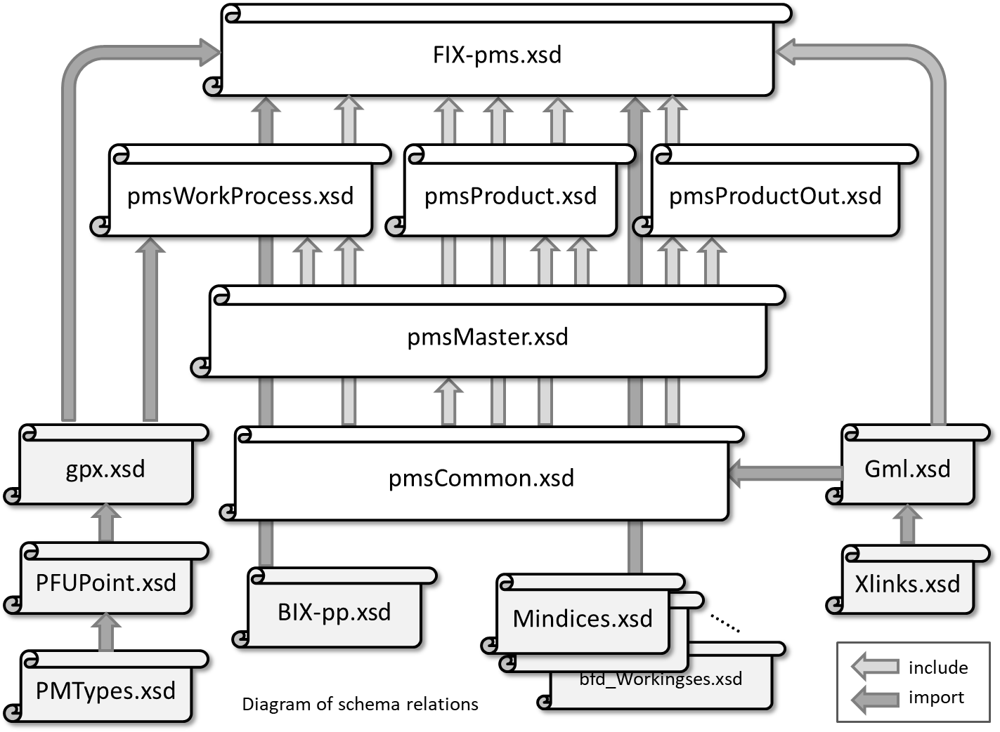 FIX-pms.xsd
pmsWorkProcess.xsd
pmsProduct.xsd
pmsProductOut.xsd
pmsMaster.xsd
gpx.xsd
pmsCommon.xsd
Gml.xsd
PFUPoint.xsd
BIX-pp.xsd
Mindices.xsd
Xlinks.xsd
PMTypes.xsd
bfd_Workingses.xsd
Diagram of schema relations
include
import